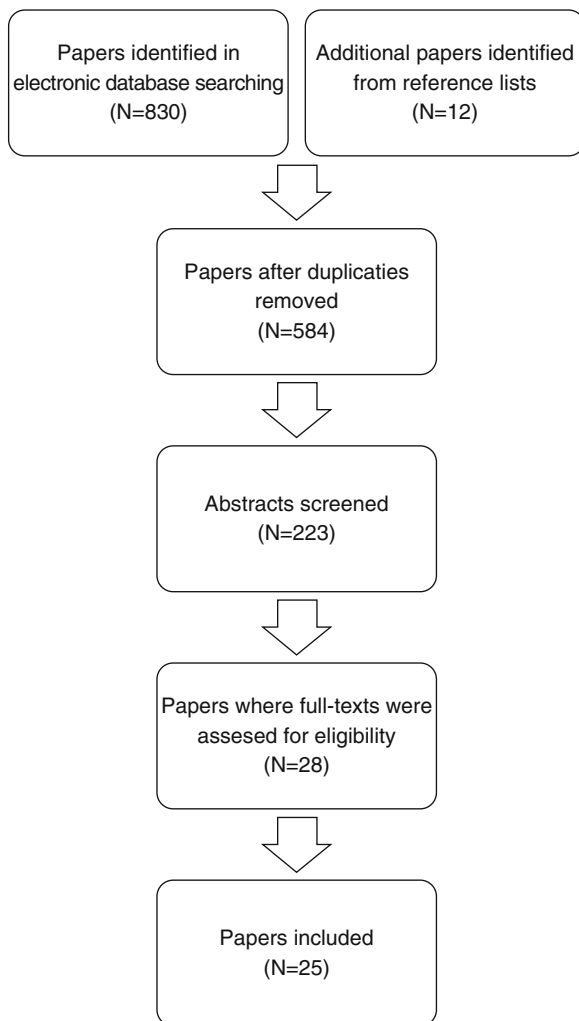 Papers identified in
electronic database searching
(N=830)
Additional papers identified
from reference lists
(N=12)
Papers after duplicaties
removed
(N=584)
Abstracts screened
(N=223)
Papers where full-texts were
assesed for eligibility
(N=28)
Papers included
(N=25)